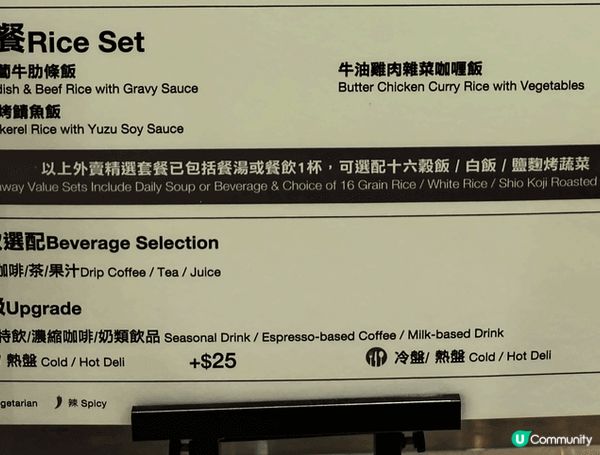 餐Rice Set
蔔牛肋條飯
dish & Beef Rice with Gravy Sauce
牛油雞肉雜菜咖喱飯
Butter Chicken Curry Rice with Vegetables
烤鯖魚飯
kerel Rice with Yuzu Soy Sauce
以上外賣精選套餐已包括餐湯或餐飲1杯，可選配十六穀飯 / 白飯 / 鹽麴烤蔬菜
away Value Sets Include Daily Soup or Beverage & Choice of 16 Grain Rice / White Rice / Shio Koji Roasted
選配Beverage Selection
咖啡/茶/果汁Drip Coffee / Tea / Juice
Upgrade
特飲/濃縮咖啡/奶類飲品 Seasonal Drink / Espresso-based Coffee / Milk-based Drink
/ 熱盤 Cold / Hot Deli
+$25
冷盤/ 熱盤 Cold / Hot Deli
getarian
辣 Spicy
U Community